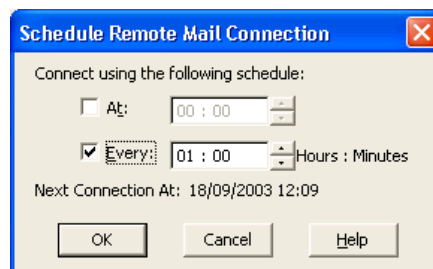 Schedule Remote Mail Connection
Connect using the following schedule:
At: 00 : 00
Every: 01 : 00 Hours : Minutes
Next Connection At: 18/09/2003 12:09
OK Cancel Help